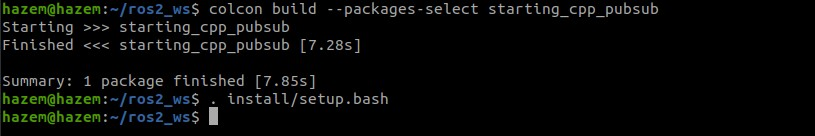 hazem@hazem:~/ros2_ws$ colcon build --packages-select starting_cpp_pubsub
Starting >>> starting_cpp_pubsub
Finished <<< starting_cpp_pubsub [7.28s]

Summary: 1 package finished [7.85s]
hazem@hazem:~/ros2_ws$ . install/setup.bash
hazem@hazem:~/ros2_ws$